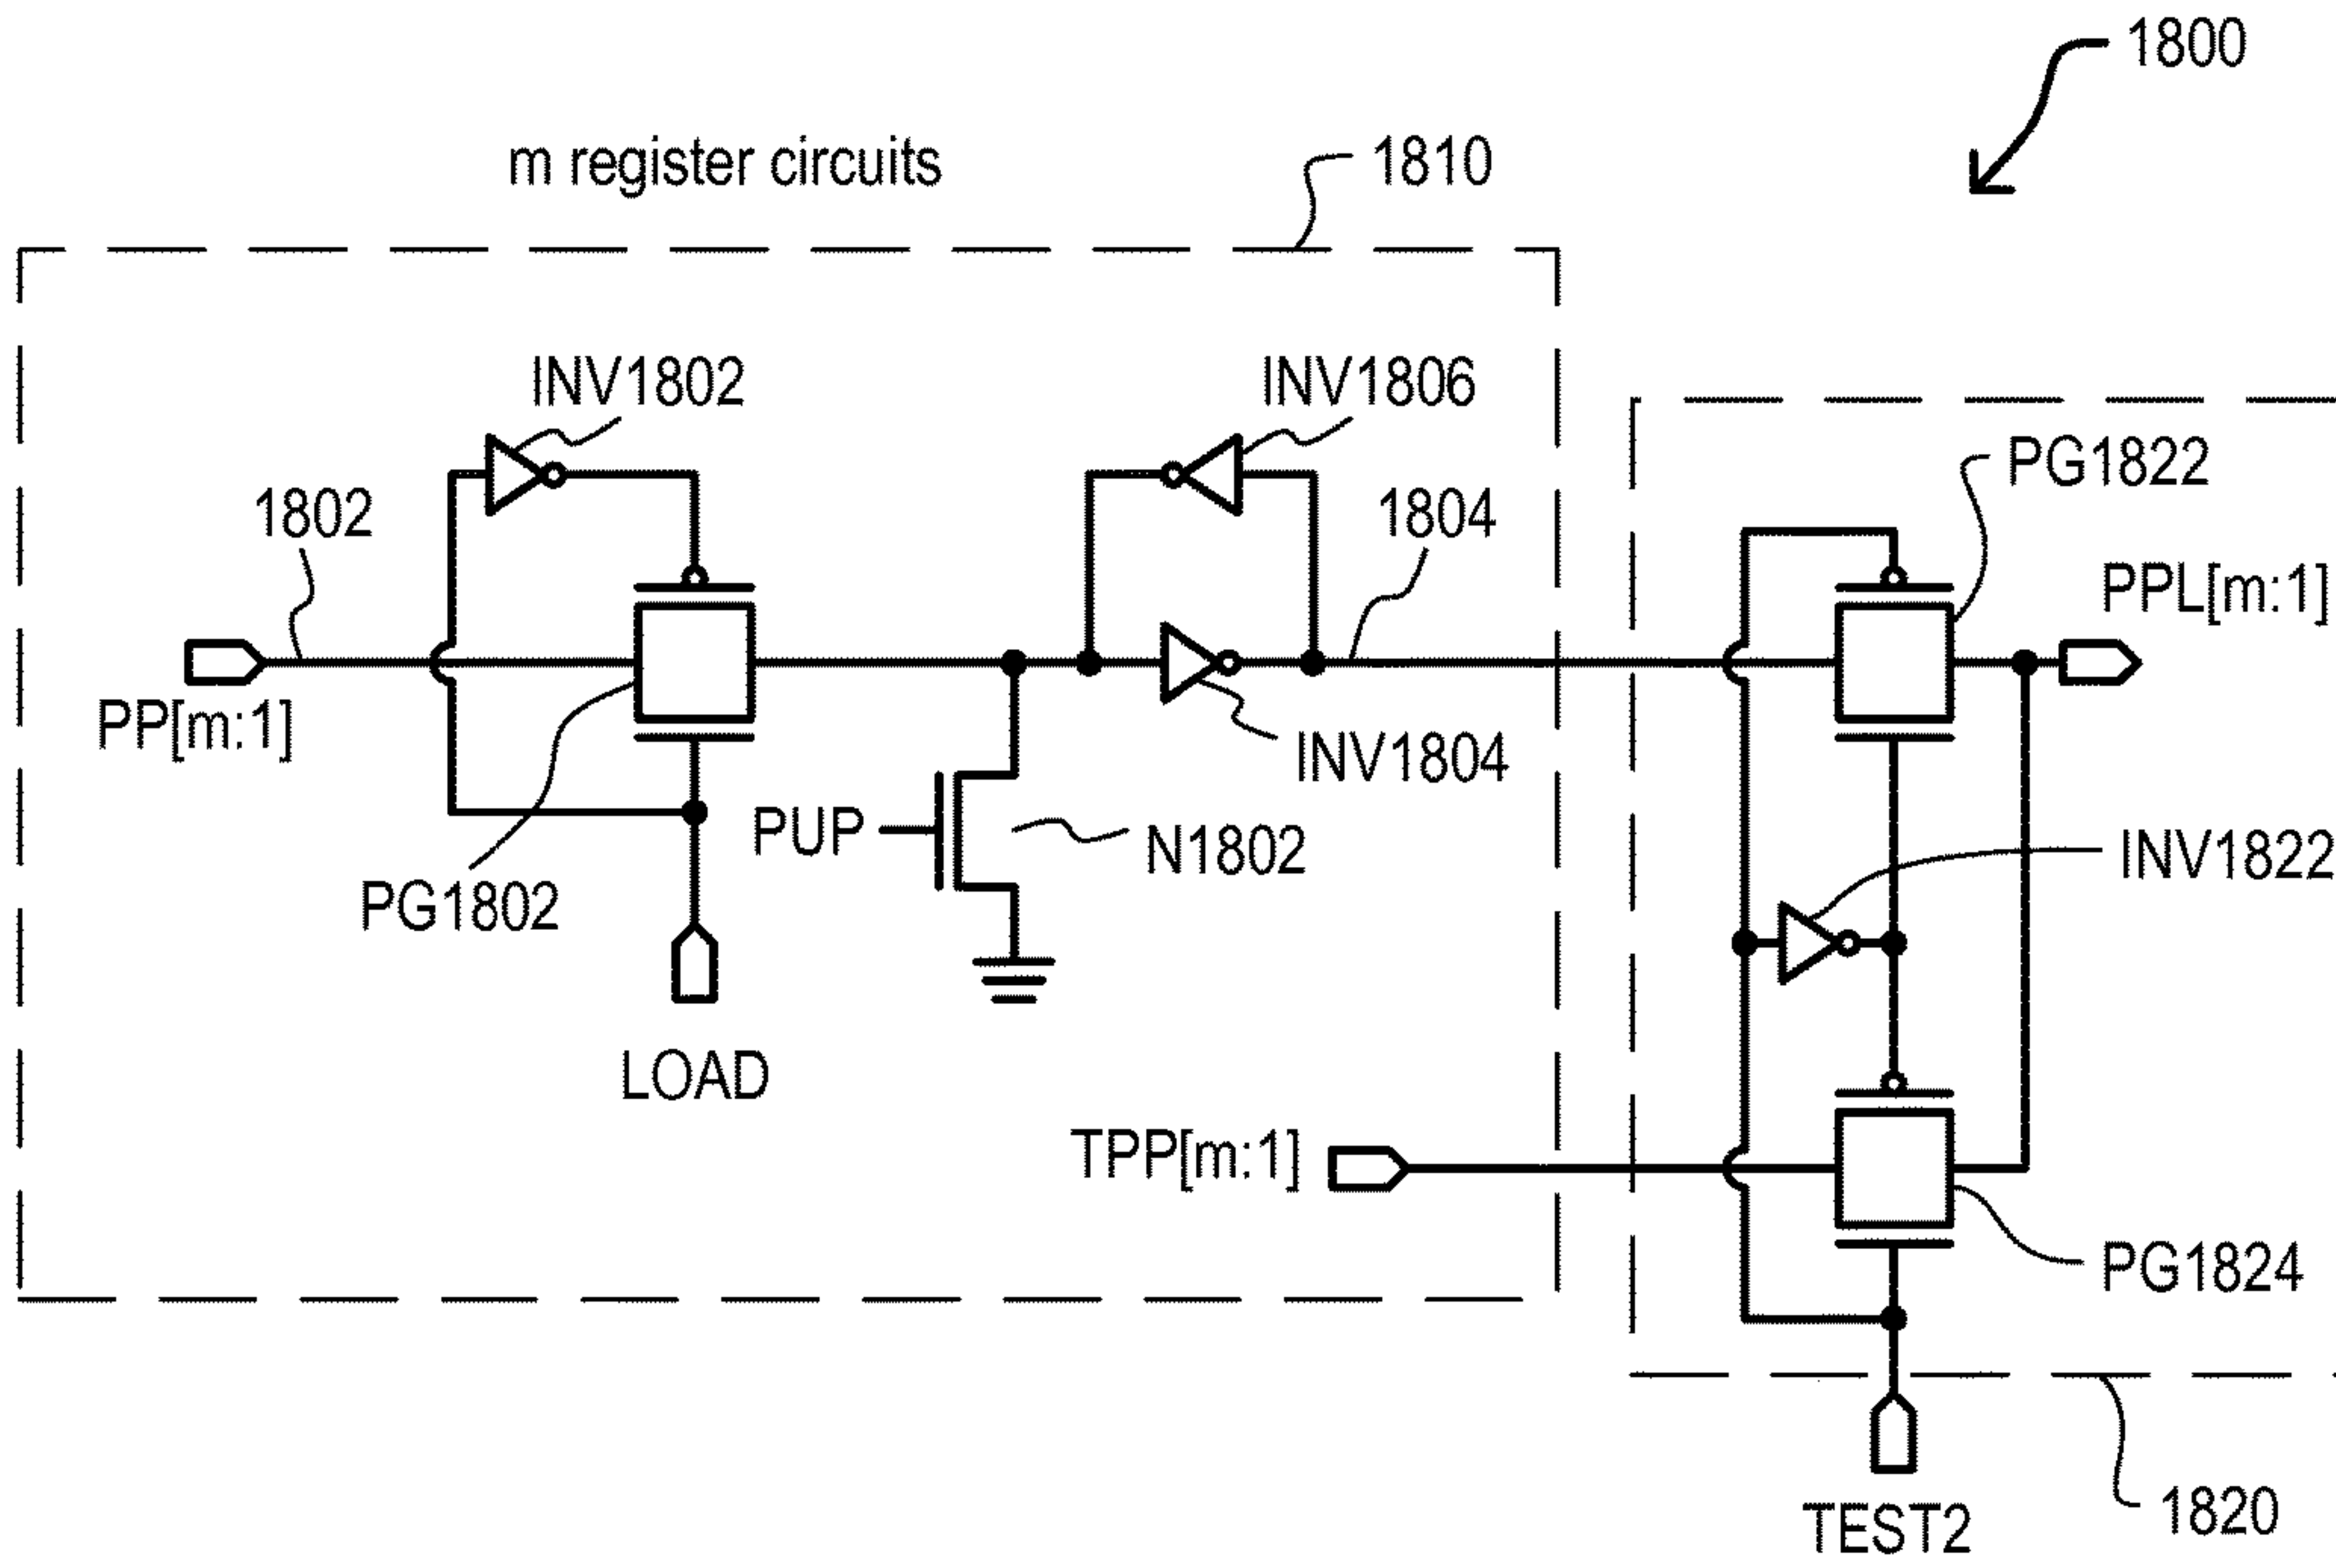 1800
m register circuits
1810
INV1802
INV1806
PG1822
1802
1804
PPL[m:1]
PP[m:1]
INV1804
PUP
N1802
INV1822
PG1802
LOAD
TPP[m:1]
PG1824
TEST2
1820